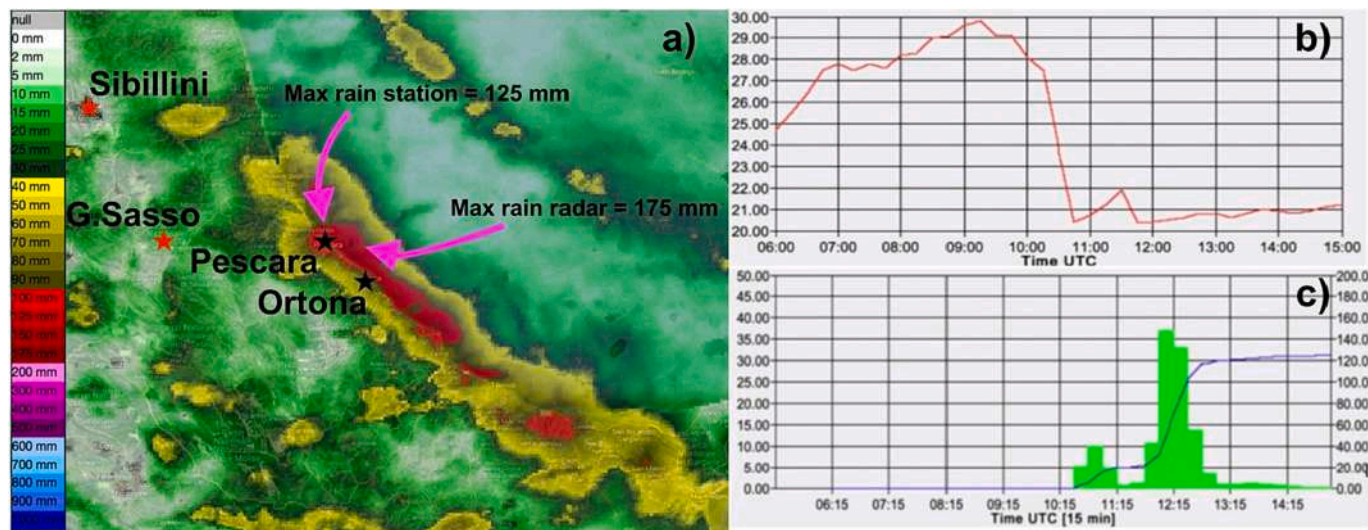 null
0 mm
2 mm
5 mm
10 mm
15 mm
20 mm
25 mm
30 mm
40 mm
50 mm
60 mm
70 mm
80 mm
90 mm
100 mm
125 mm
150 mm
175 mm
200 mm
300 mm
400 mm
500 mm
600 mm
700 mm
800 mm
900 mm
a)
Sibillini
Max rain station = 125 mm
G.Sasso
Max rain radar = 175 mm
Pescara
Ortona
b)
30.00
29.00
28.00
27.00
26.00
25.00
24.00
23.00
22.00
21.00
20.00
06:00 07:00 08:00 09:00 10:00 11:00 12:00 13:00 14:00 15:00
Time UTC
c)
50.00
45.00
40.00
35.00
30.00
25.00
20.00
15.00
10.00
5.00
0.00
200.0
180.0
160.0
140.0
120.0
100.0
80.00
60.00
40.00
20.00
0.00
06:15 07:15 08:15 09:15 10:15 11:15 12:15 13:15 14:15
Time UTC [15 min]